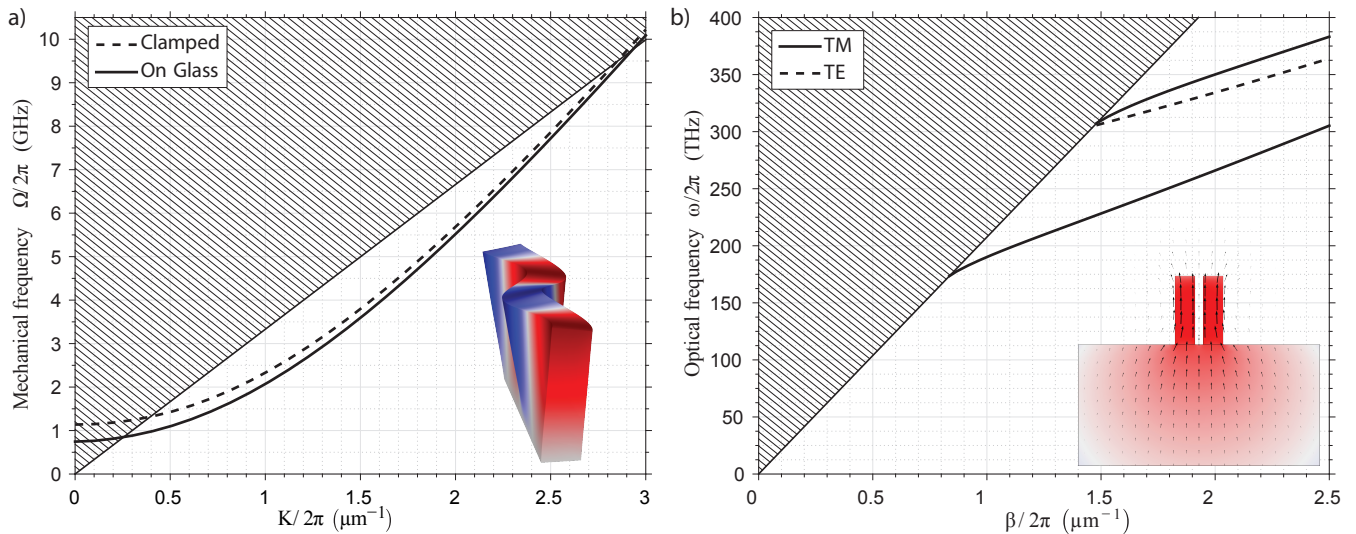 a)
Clamped
On Glass
Mechanical frequency Ω/2π (GHz)
10
9
8
7
6
5
4
3
2
1
0
0 0.5 1 1.5 2 2.5 3
K/2π (μm⁻¹)
b)
TM
TE
Optical frequency ω/2π (THz)
400
350
300
250
200
150
100
50
0
0 0.5 1 1.5 2 2.5
β/2π (μm⁻¹)